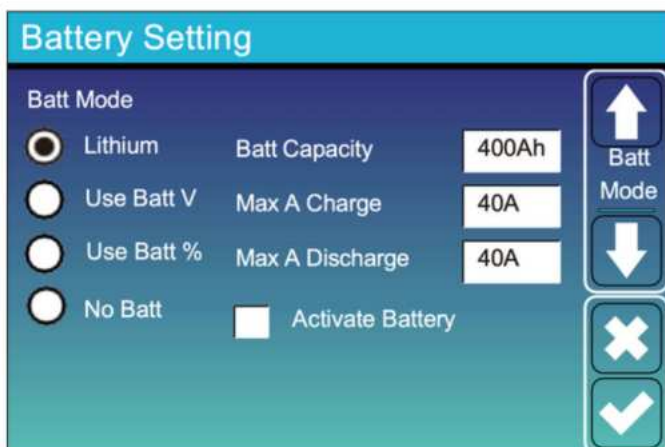 Battery Setting
Batt Mode
Lithium
Batt Capacity
400Ah
Use Batt V
Max A Charge
40A
Use Batt %
Max A Discharge
40A
No Batt
Activate Battery
Batt
Mode